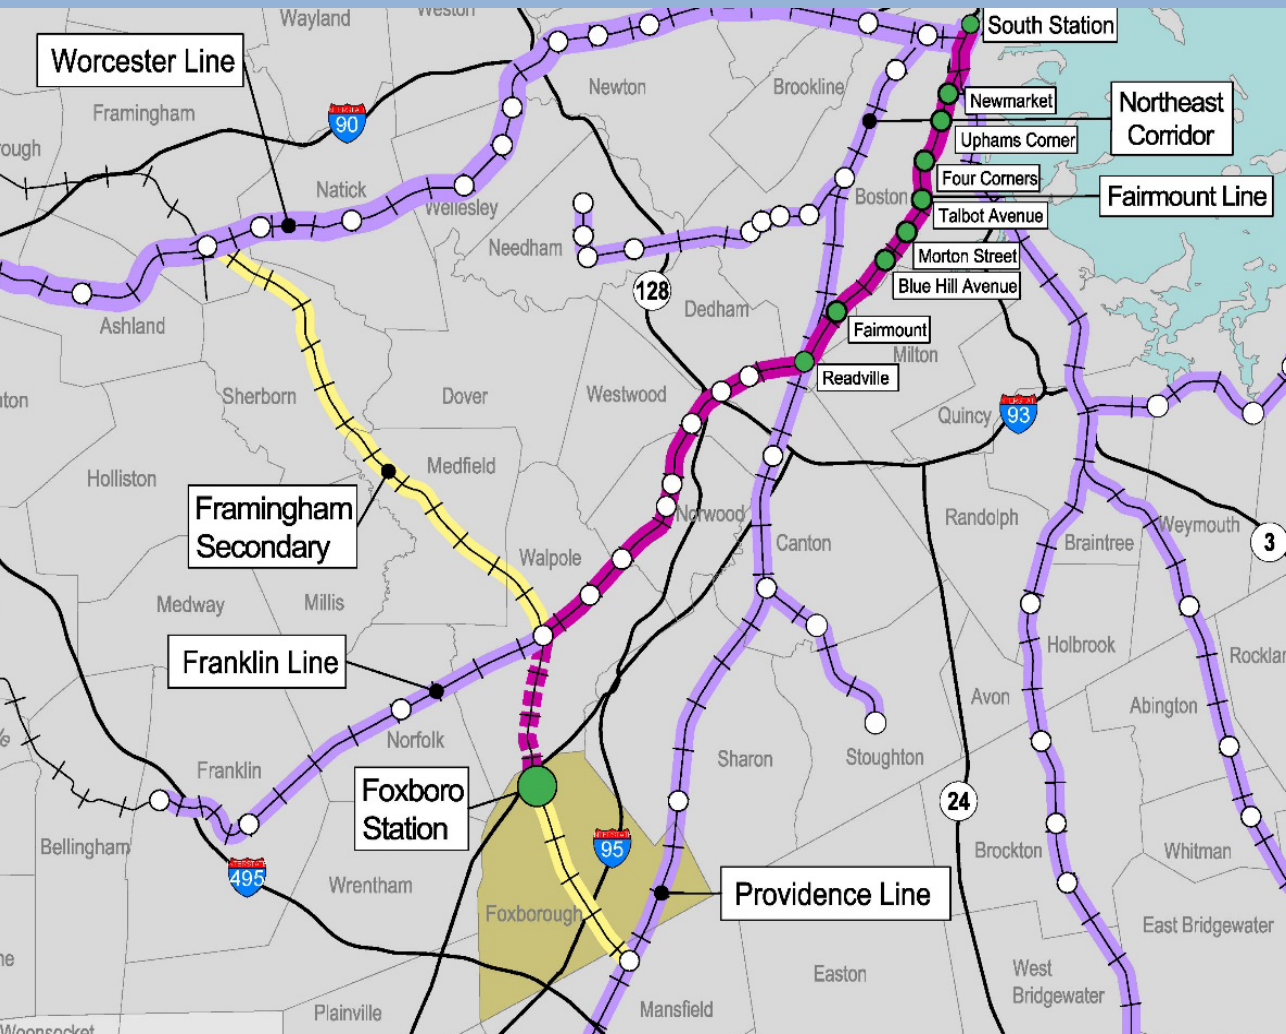 Wayland
Weston
South Station
Worcester Line
Newton
Brookline
Framingham
90
Newmarket
Northeast
Corridor
Uphams Corner
Four Corners
Natick
Wellesley
Boston
Fairmount Line
Talbot Avenue
Needham
Morton Street
Blue Hill Avenue
128
Dedham
Ashland
Fairmount
Milton
Readville
Sherborn
Dover
Westwood
Quincy
93
Medfield
Holliston
Framingham
Secondary
Norwood
Randolph
Weymouth
Walpole
Canton
Braintree
3
Medway
Millis
Holbrook
Franklin Line
Avon
Abington
Norfolk
Franklin
Sharon
Stoughton
Foxboro
Station
24
Bellingham
95
Brockton
Whitman
495
Wrentham
Providence Line
Foxborough
East Bridgewater
Easton
West
Bridgewater
Plainville
Mansfield